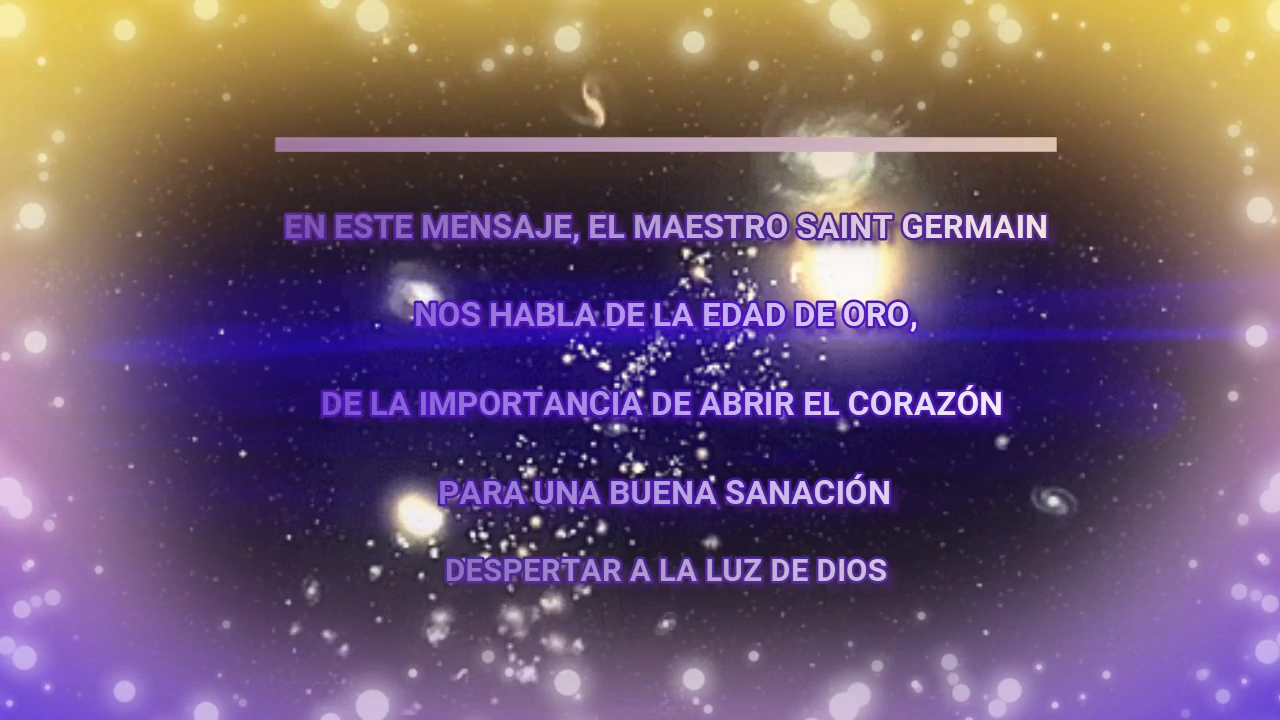 EN ESTE MENSAJE, EL MAESTRO SAINT GERMAIN
NOS HABLA DE LA EDAD DE ORO,
DE LA IMPORTANCIA DE ABRIR EL CORAZÓN
PARA UNA BUENA SANACIÓN
DESPERTAR A LA LUZ DE DIOS